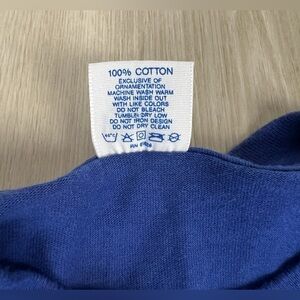 100% COTTON
EXCLUSIVE OF
ORNAMENTATION
MACHINE WASH WARM
WASH INSIDE OUT
WITH LIKE COLORS
DO NOT BLEACH
TUMBLE DRY LOW
DO NOT IRON DESIGN
DO NOT DRY CLEAN
RN